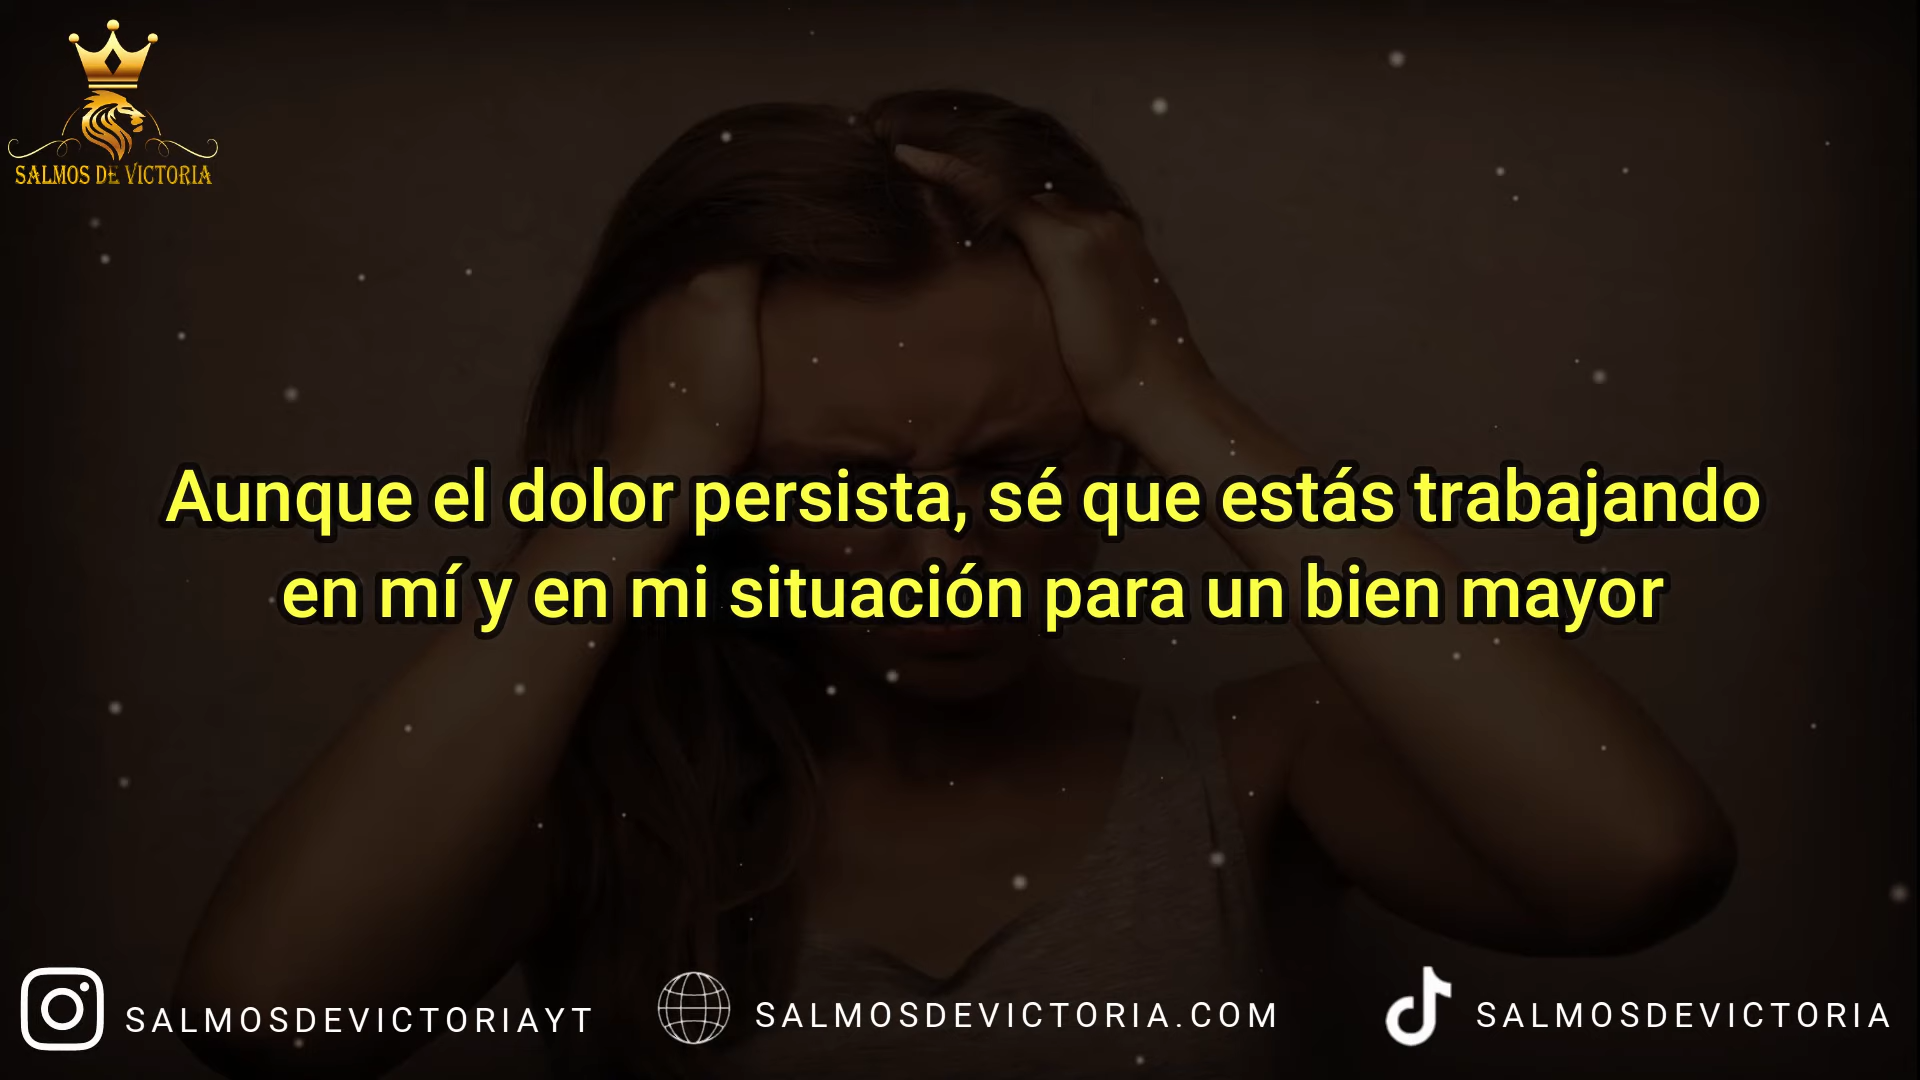 SALMOS DE VICTORIA
Aunque el dolor persista, sé que estás trabajando
en mí y en mi situación para un bien mayor
SALMOSDEVICTORIAYT
SALMOSDEVICTORIA.COM
SALMOSDEVICTORIA